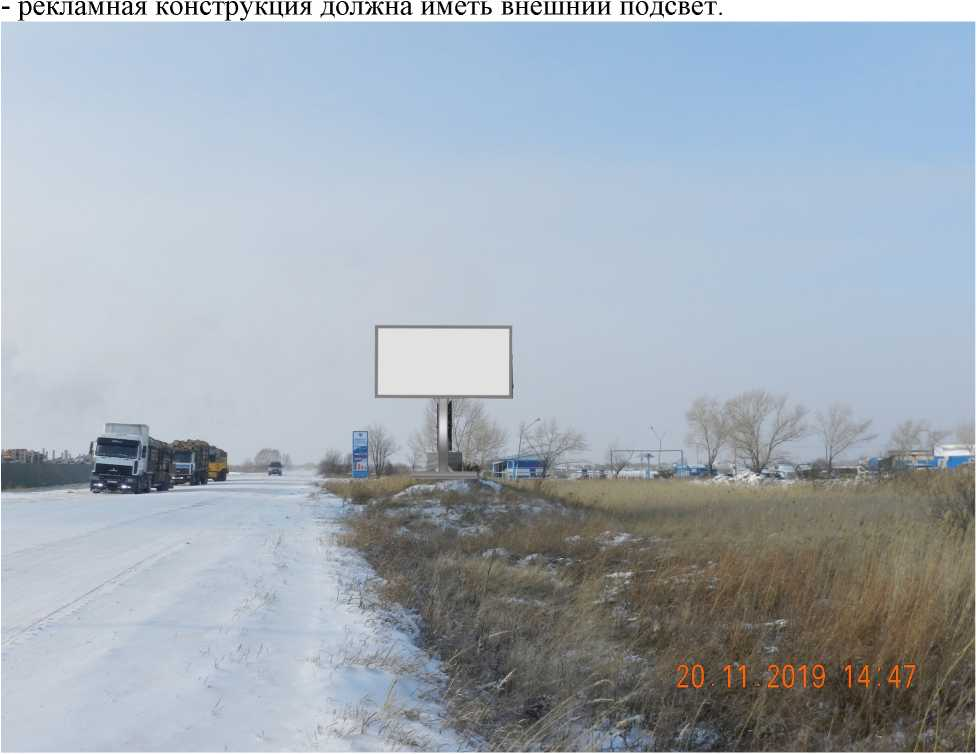 - рекламная конструкция должна иметь внешний подсвет.
20.11.2019 14:47